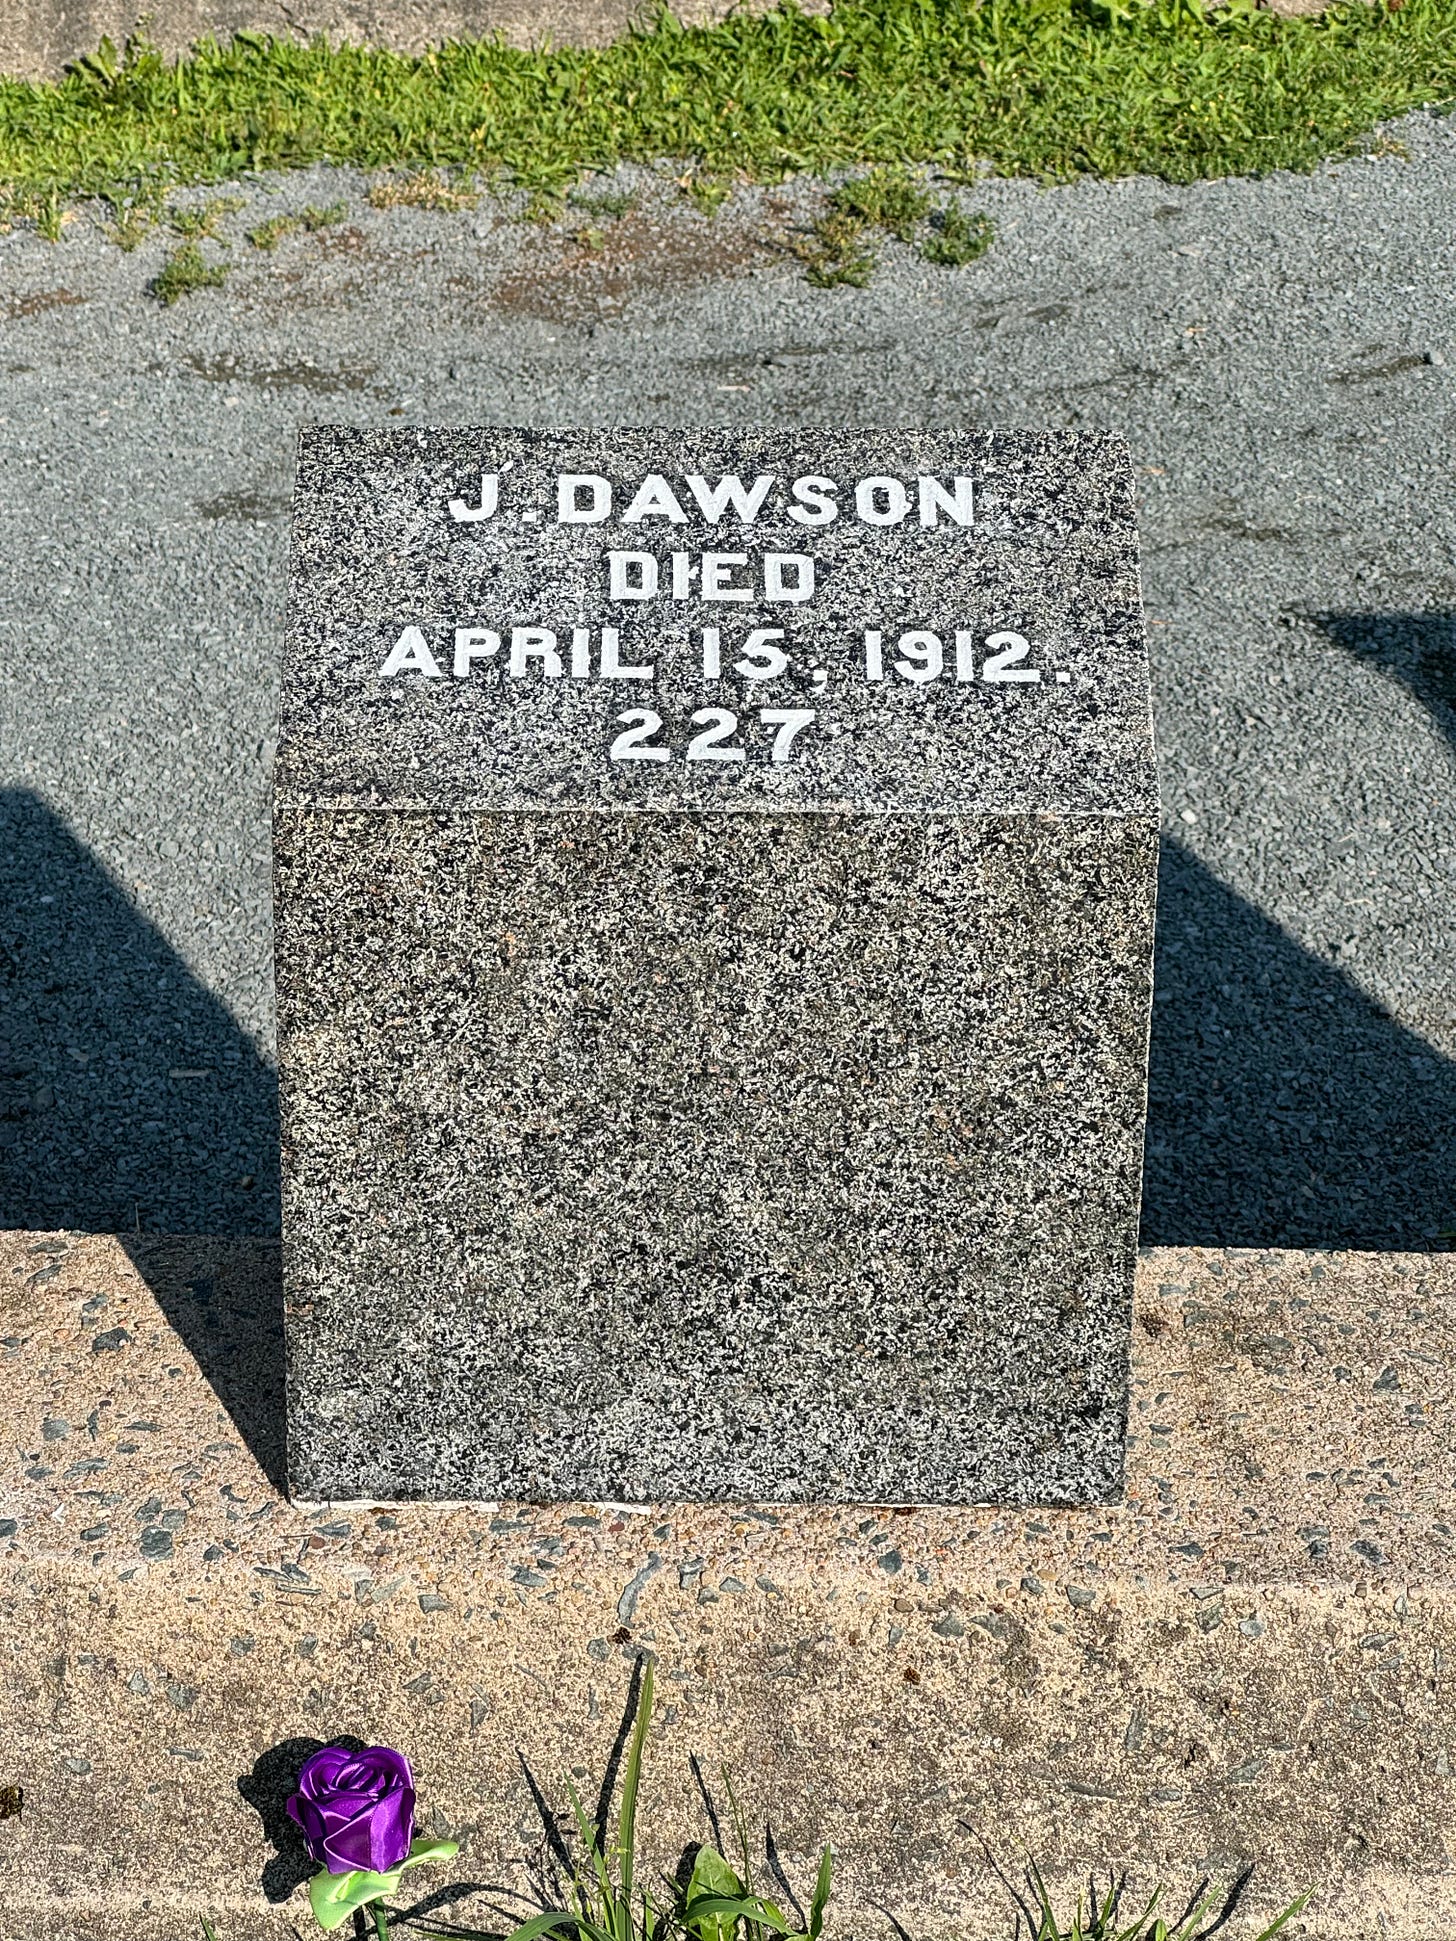 J. DAWSON
DIED
APRIL 15, 1912.
227